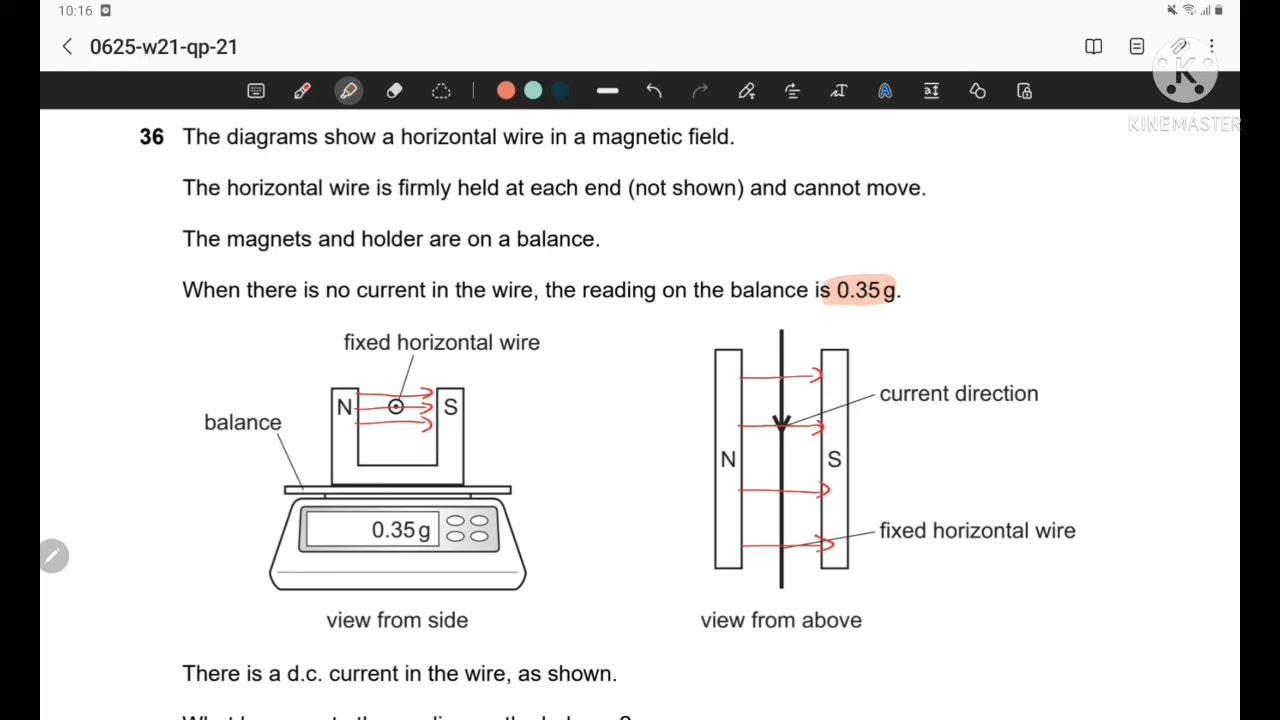 10:16
0625-w21-qp-21
K
KINEMASTER
36 The diagrams show a horizontal wire in a magnetic field.
The horizontal wire is firmly held at each end (not shown) and cannot move.
The magnets and holder are on a balance.
When there is no current in the wire, the reading on the balance is 0.35 g.
fixed horizontal wire
balance
N
S
0.35 g
view from side
current direction
N
S
fixed horizontal wire
view from above
There is a d.c. current in the wire, as shown.